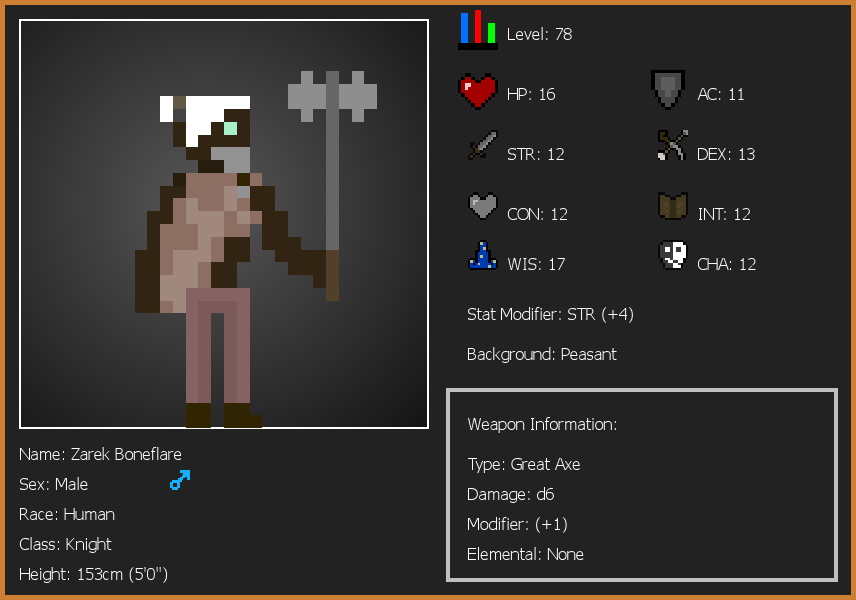 Level: 78
HP: 16
AC: 11
STR: 12
DEX: 13
CON: 12
INT: 12
WIS: 17
CHA: 12
Stat Modifier: STR (+4)
Background: Peasant
Weapon Information:
Type: Great Axe
Damage: d6
Modifier: (+1)
Elemental: None
Name: Zarek Boneflare
Sex: Male
Race: Human
Class: Knight
Height: 153cm (5'0")